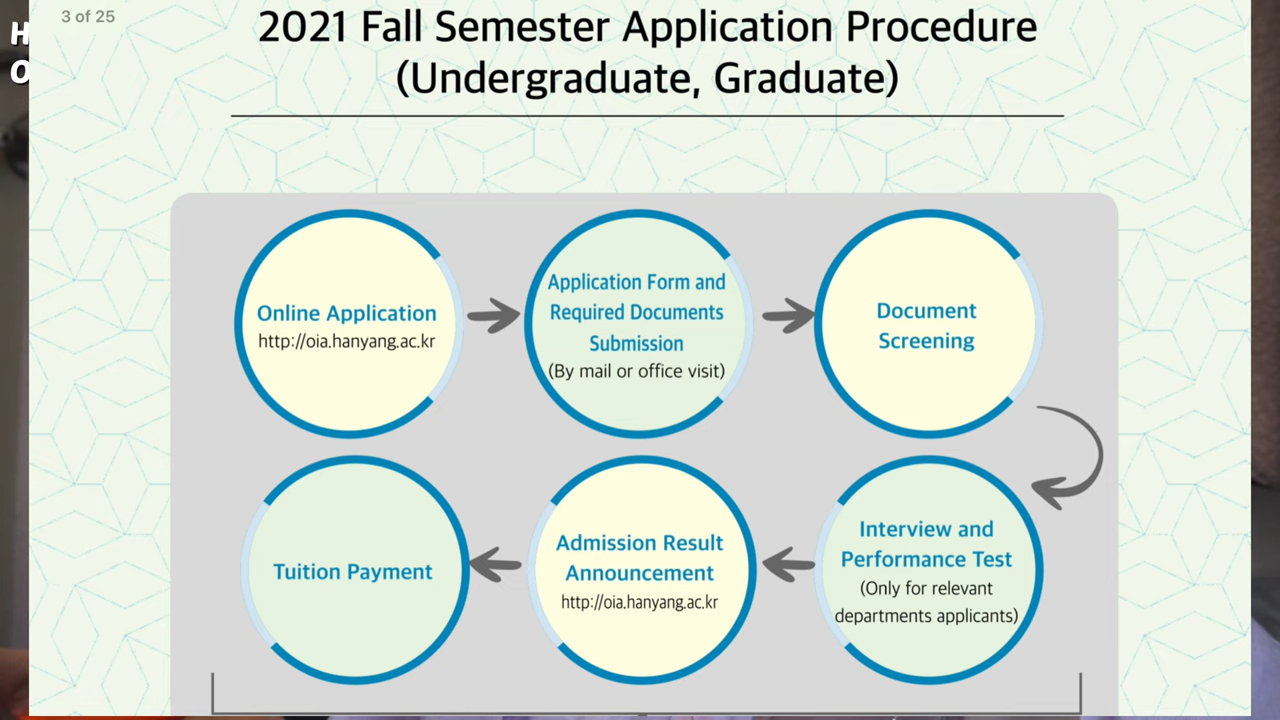 3 of 25
H
O
2021 Fall Semester Application Procedure
(Undergraduate, Graduate)
Online Application
http://oia.hanyang.ac.kr
Application Form and
Required Documents
Submission
(By mail or office visit)
Document
Screening
Interview and
Performance Test
(Only for relevant
departments applicants)
Admission Result
Announcement
http://oia.hanyang.ac.kr
Tuition Payment